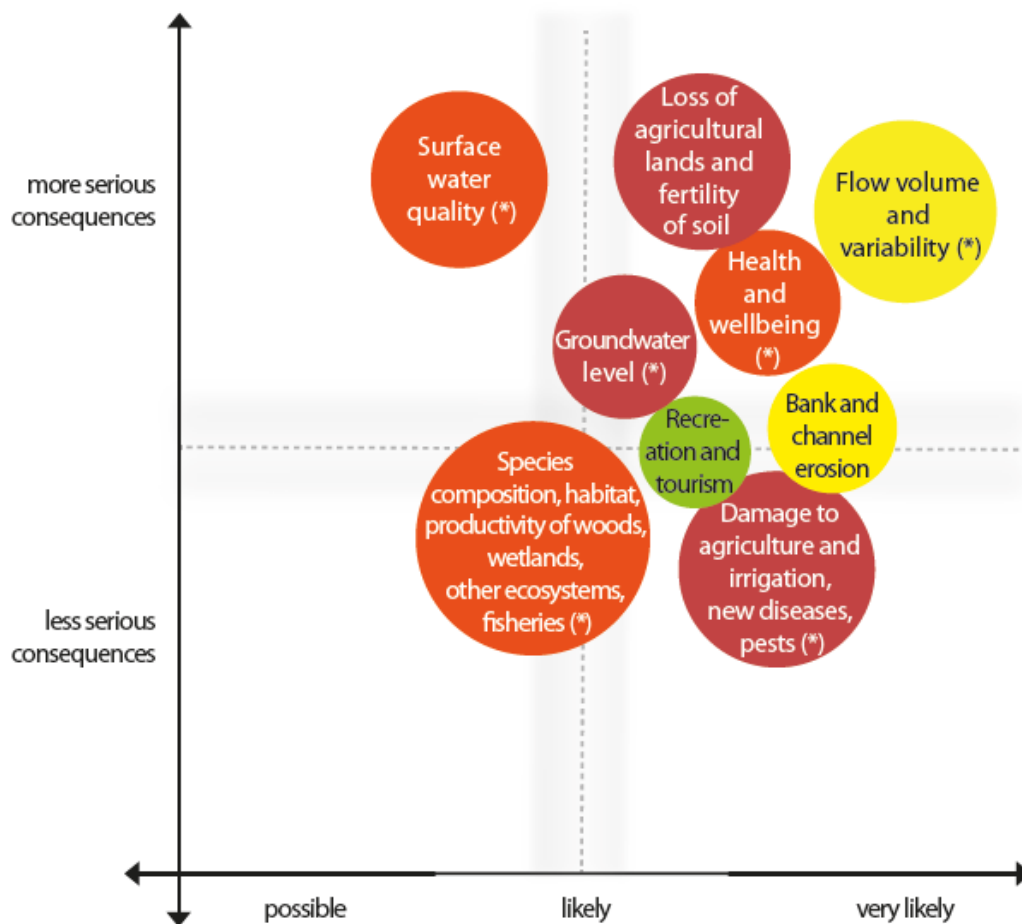 more serious
consequences
less serious
consequences
Surface
water
quality (*)
Loss of
agricultural
lands and
fertility
of soil
Flow volume
and
variability (*)
Health
and
wellbeing
(*)
Groundwater
level (*)
Recre-
ation and
tourism
Bank and
channel
erosion
Species
composition, habitat,
productivity of woods,
wetlands,
other ecosystems,
fisheries (*)
Damage to
agriculture and
irrigation,
new diseases,
pests (*)
possible
likely
very likely